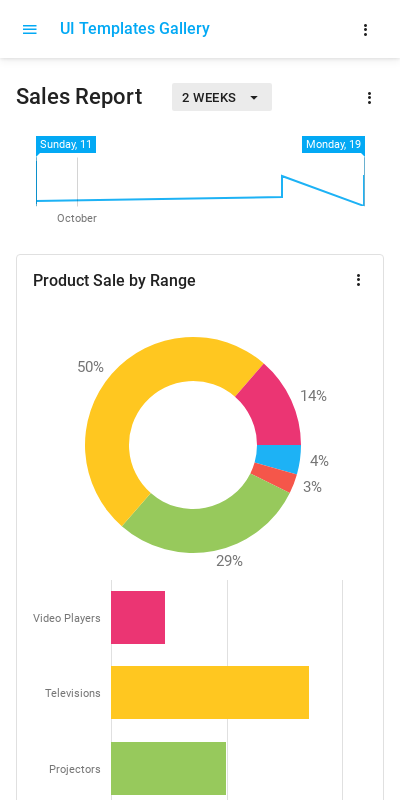 UI Templates Gallery
Sales Report
2 WEEKS
Sunday, 11
Monday, 19
October
Product Sale by Range
50%
14%
4%
3%
29%
Video Players
Televisions
Projectors